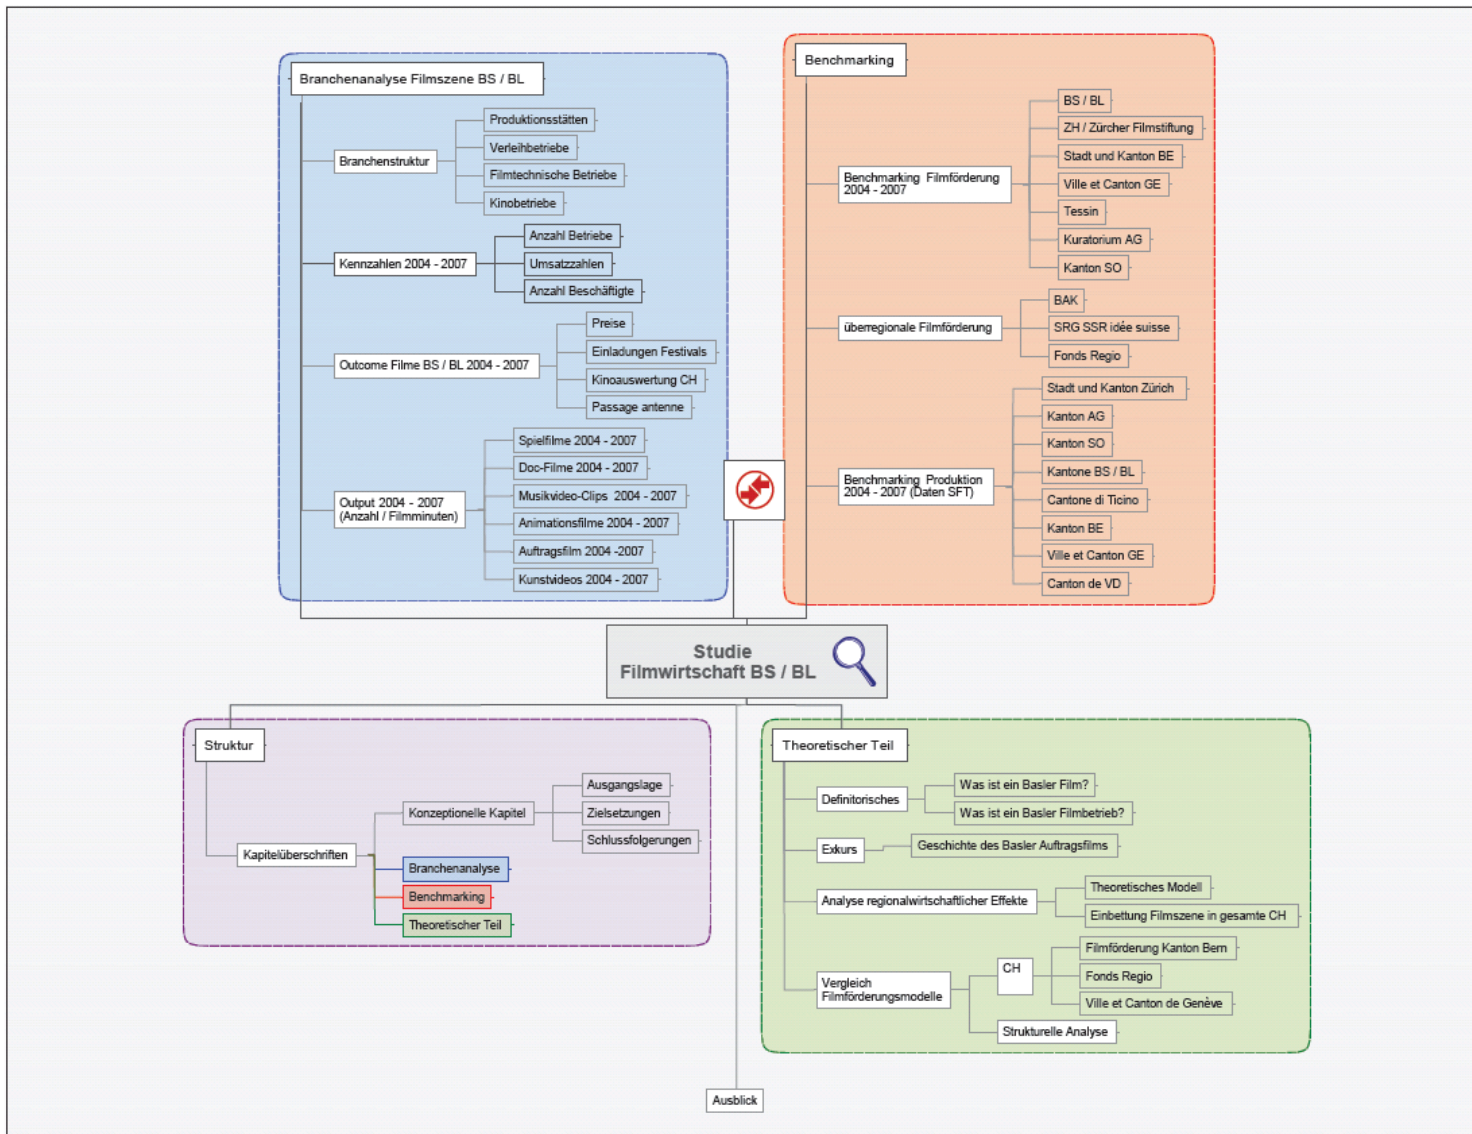 Branchenanalyse Filmszene BS / BL
Branchenstruktur
Produktionsstätten
Verleihbetriebe
Filmtechnische Betriebe
Kinobetriebe
Kennzahlen 2004 - 2007
Anzahl Betriebe
Umsatzzahlen
Anzahl Beschäftigte
Outcome Filme BS / BL 2004 - 2007
Preise
Einladungen Festivals
Kinoauswertung CH
Passage antenne
Output 2004 - 2007
(Anzahl / Filmminuten)
Spielfilme 2004 - 2007
Doc-Filme 2004 - 2007
Musikvideo-Clips 2004 - 2007
Animationsfilme 2004 - 2007
Auftragsfilm 2004 -2007
Kunstvideos 2004 - 2007
Benchmarking
Benchmarking Filmförderung
2004 - 2007
BS / BL
ZH / Zürcher Filmstiftung
Stadt und Kanton BE
Ville et Canton GE
Tessin
Kuratorium AG
Kanton SO
überregionale Filmförderung
BAK
SRG SSR idée suisse
Fonds Regio
Benchmarking Produktion
2004 - 2007 (Daten SFT)
Stadt und Kanton Zürich
Kanton AG
Kanton SO
Kantone BS / BL
Cantone di Ticino
Kanton BE
Ville et Canton GE
Canton de VD
Studie
Filmwirtschaft BS / BL
Struktur
Kapitelüberschriften
Konzeptionelle Kapitel
Ausgangslage
Zielsetzungen
Schlussfolgerungen
Branchenanalyse
Benchmarking
Theoretischer Teil
Theoretischer Teil
Definitorisches
Was ist ein Basler Film?
Was ist ein Basler Filmbetrieb?
Exkurs
Geschichte des Basler Auftragsfilms
Analyse regionalwirtschaftlicher Effekte
Theoretisches Modell
Einbettung Filmszene in gesamte CH
Vergleich
Filmförderungsmodelle
CH
Filmförderung Kanton Bern
Fonds Regio
Ville et Canton de Genève
Strukturelle Analyse
Ausblick